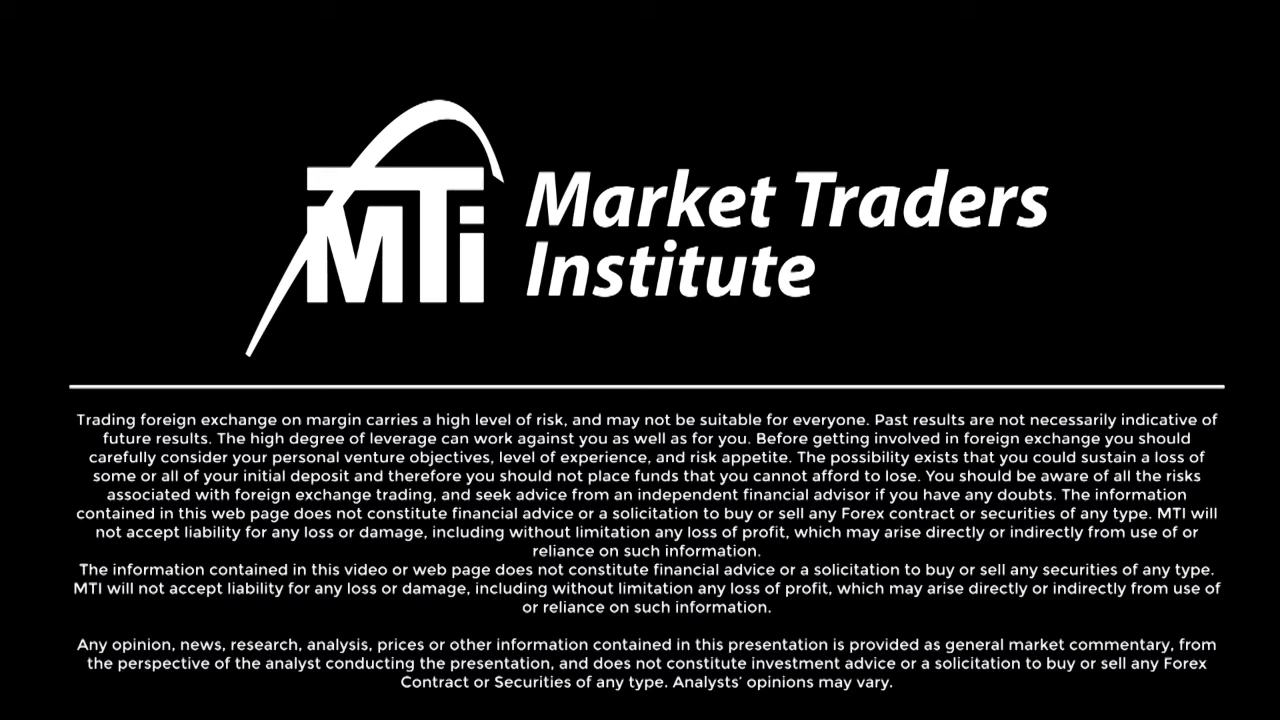 MTi
Market Traders
Institute
Trading foreign exchange on margin carries a high level of risk, and may not be suitable for everyone. Past results are not necessarily indicative of
future results. The high degree of leverage can work against you as well as for you. Before getting involved in foreign exchange you should
carefully consider your personal venture objectives, level of experience, and risk appetite. The possibility exists that you could sustain a loss of
some or all of your initial deposit and therefore you should not place funds that you cannot afford to lose. You should be aware of all the risks
associated with foreign exchange trading, and seek advice from an independent financial advisor if you have any doubts. The information
contained in this web page does not constitute financial advice or a solicitation to buy or sell any Forex contract or securities of any type. MTI will
not accept liability for any loss or damage, including without limitation any loss of profit, which may arise directly or indirectly from use of or
reliance on such information.
The information contained in this video or web page does not constitute financial advice or a solicitation to buy or sell any securities of any type.
MTI will not accept liability for any loss or damage, including without limitation any loss of profit, which may arise directly or indirectly from use of
or reliance on such information.
Any opinion, news, research, analysis, prices or other information contained in this presentation is provided as general market commentary, from
the perspective of the analyst conducting the presentation, and does not constitute investment advice or a solicitation to buy or sell any Forex
Contract or Securities of any type. Analysts' opinions may vary.